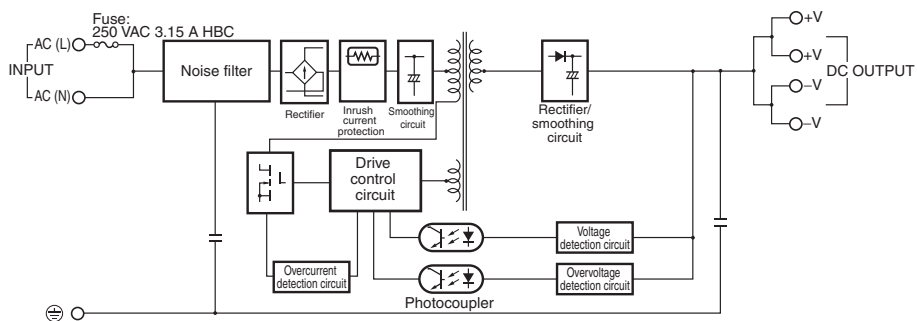 Fuse:
250 VAC 3.15 A HBC
AC (L)
INPUT
AC (N)
Noise filter
Rectifier
Inrush
current
protection
Smoothing
circuit
Rectifier/
smoothing
circuit
+V
+V
DC OUTPUT
−V
−V
Drive
control
circuit
Overcurrent
detection circuit
Voltage
detection circuit
Overvoltage
detection circuit
Photocoupler